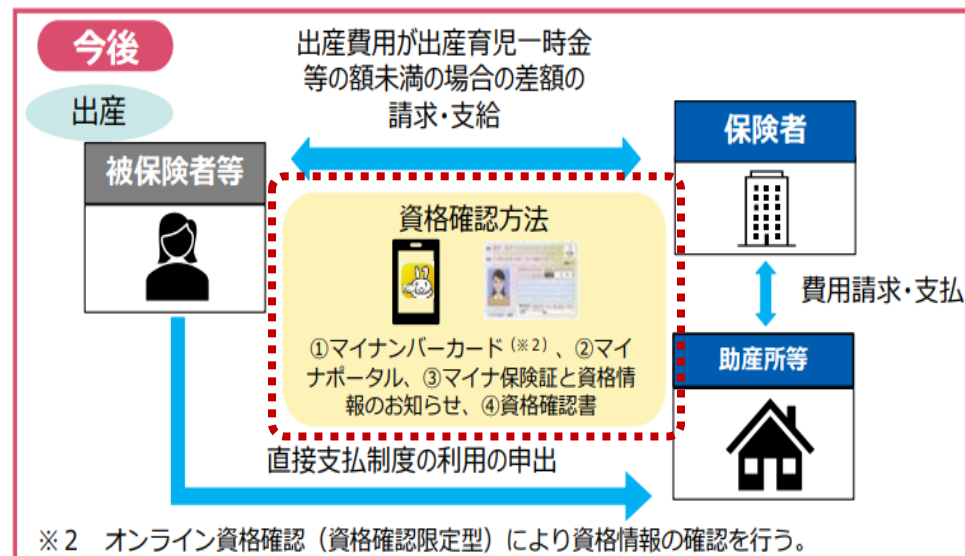 今後
出産
出産費用が出産育児一時金
等の額未満の場合の差額の
請求・支給
被保険者等
保険者
資格確認方法
①マイナンバーカード（※２）、②マイ
ナポータル、③マイナ保険証と資格情
報のお知らせ、④資格確認書
費用請求・支払
助産所等
直接支払制度の利用の申出
※２　オンライン資格確認（資格確認限定型）により資格情報の確認を行う。